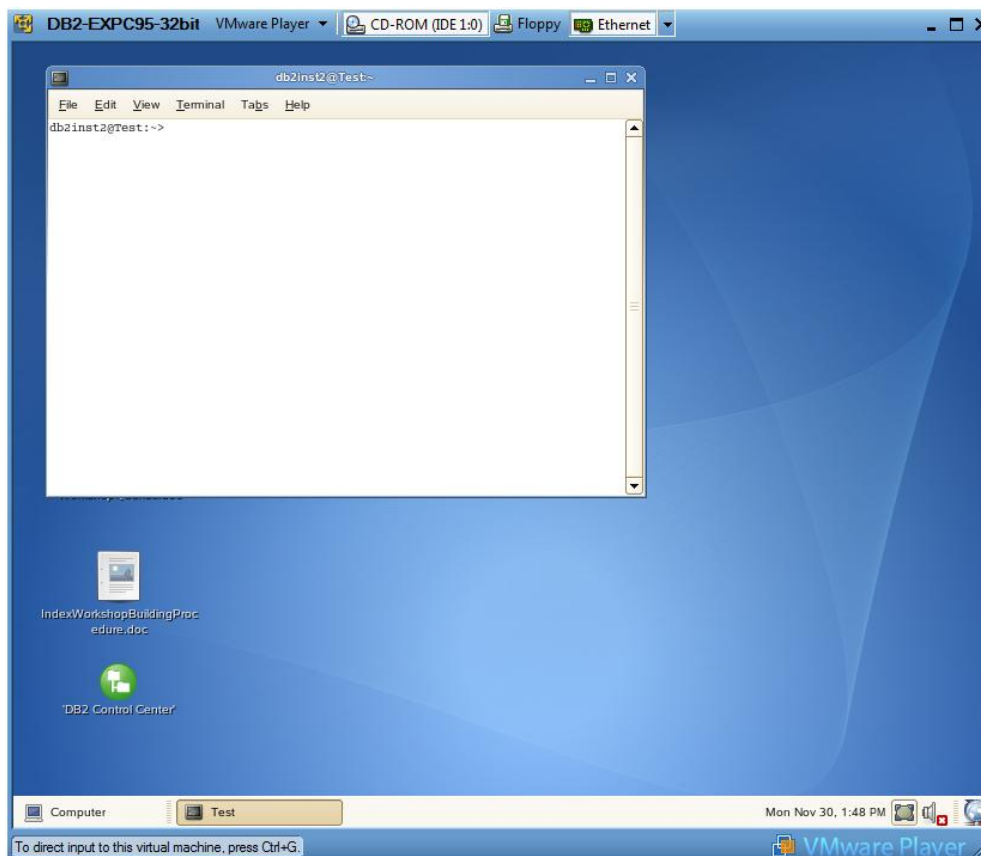 DB2-EXPC95-32bit VMware Player CD-ROM (IDE 1:0) Floppy Ethernet
db2inst2@Test:~
File Edit View Terminal Tabs Help
db2inst2@Test:~>
IndexWorkshopBuildingProc
edure.doc
'DB2 Control Center'
Computer Test Mon Nov 30, 1:48 PM
To direct input to this virtual machine, press Ctrl+G. VMware Player